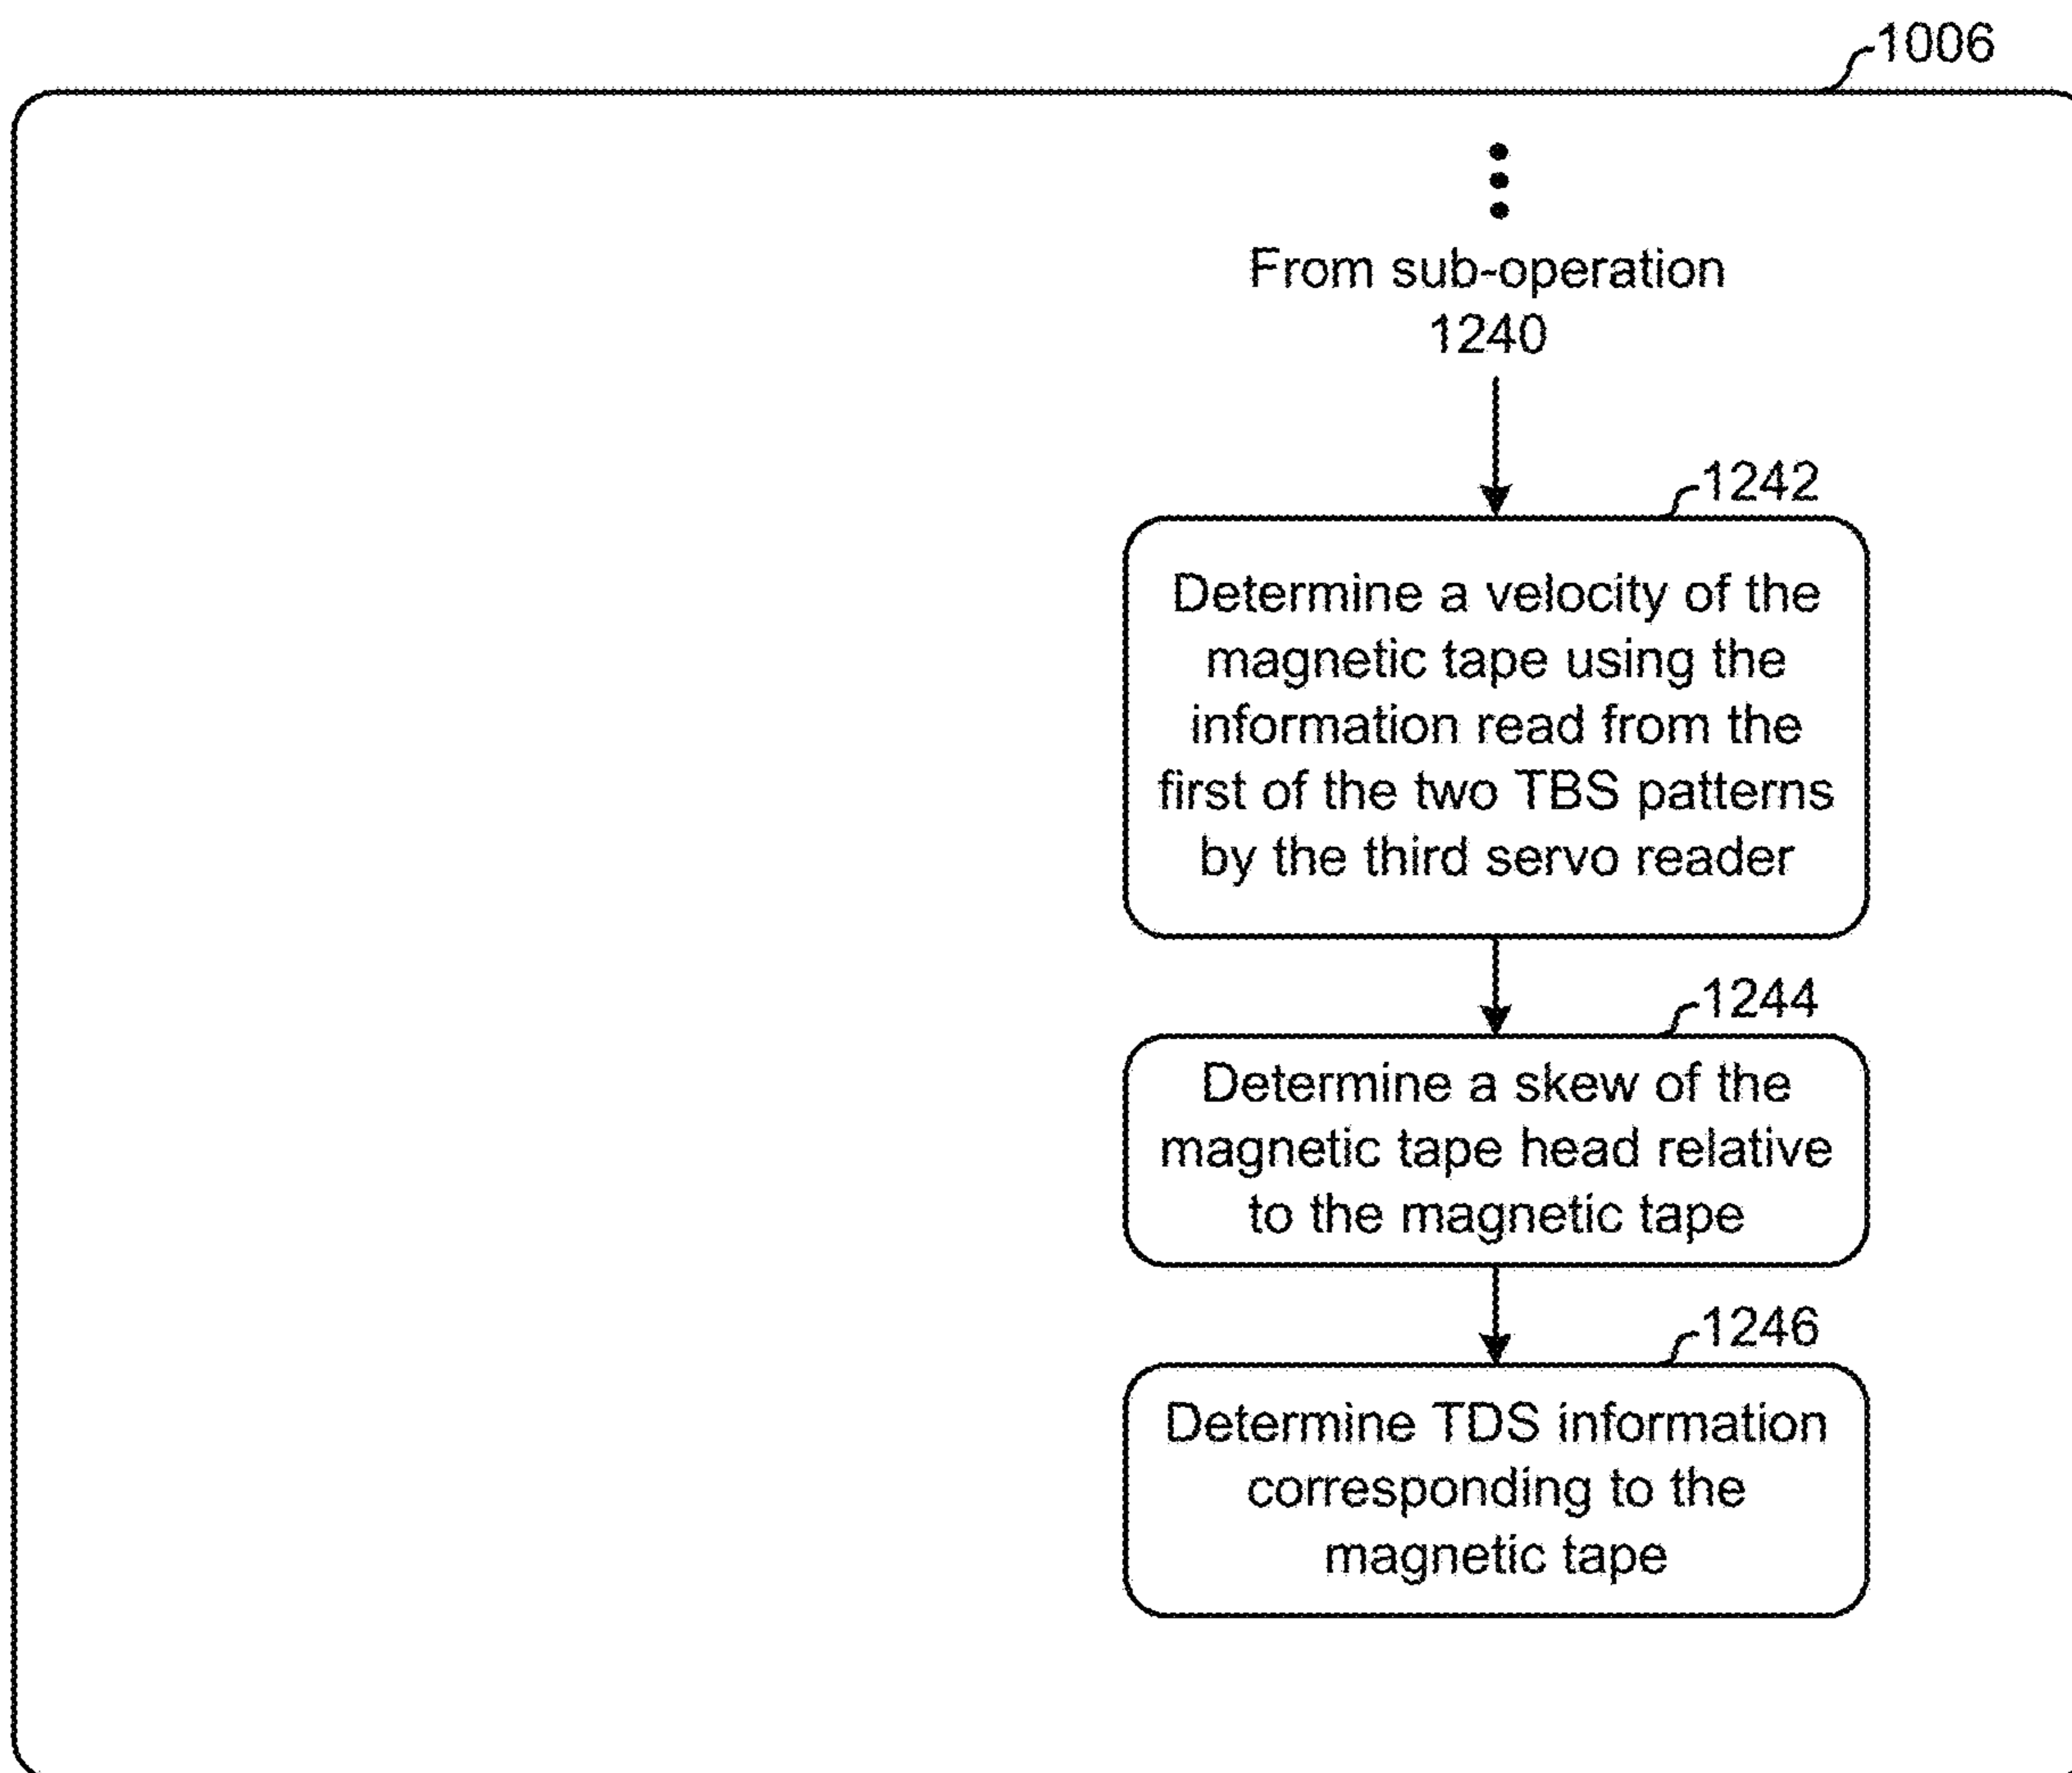 1006
From sub-operation
1240
1242
Determine a velocity of the
magnetic tape using the
information read from the
first of the two TBS patterns
by the third servo reader
1244
Determine a skew of the
magnetic tape head relative
to the magnetic tape
1246
Determine TDS information
corresponding to the
magnetic tape